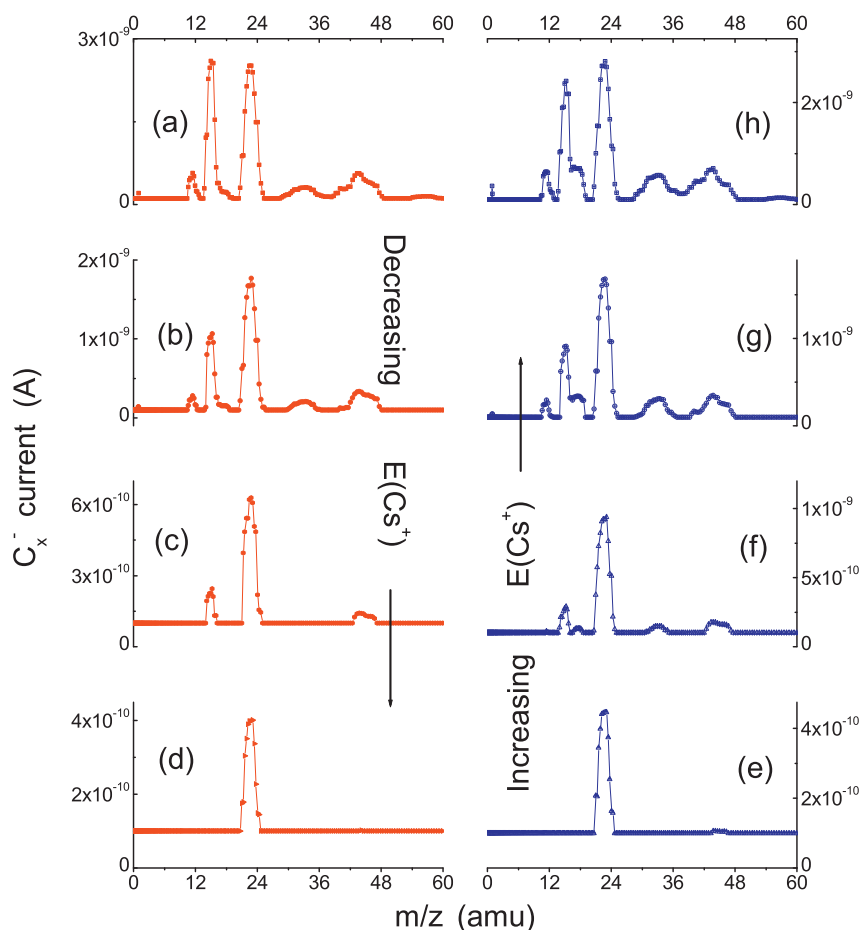 0 12 24 36 48 60
0 12 24 36 48 60
3x10⁻⁹
0
(a)
(h)
2x10⁻⁹
0
2x10⁻⁹
1x10⁻⁹
0
(b)
Decreasing
(g)
1x10⁻⁹
0
6x10⁻¹⁰
3x10⁻¹⁰
0
(c)
E(Cs⁺)
E(Cs⁺)
(f)
1x10⁻⁹
5x10⁻¹⁰
0
4x10⁻¹⁰
2x10⁻¹⁰
0
(d)
Increasing
(e)
4x10⁻¹⁰
2x10⁻¹⁰
0
0 12 24 36 48 60
0 12 24 36 48 60
Cₓ⁻ current (A)
m/z (amu)